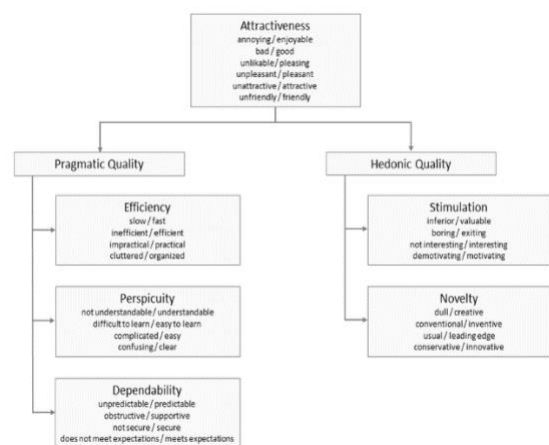 Attractiveness
annoying / enjoyable
bad / good
unlikable / pleasing
unpleasant / pleasant
unattractive / attractive
unfriendly / friendly
Pragmatic Quality
Hedonic Quality
Efficiency
slow / fast
inefficient / efficient
impractical / practical
cluttered / organized
Stimulation
inferior / valuable
boring / exiting
not interesting / interesting
demotivating / motivating
Perspicuity
not understandable / understandable
difficult to learn / easy to learn
complicated / easy
confusing / clear
Novelty
dull / creative
conventional / inventive
usual / leading edge
conservative / innovative
Dependability
unpredictable / predictable
obstructive / supportive
not secure / secure
does not meet expectations / meets expectations